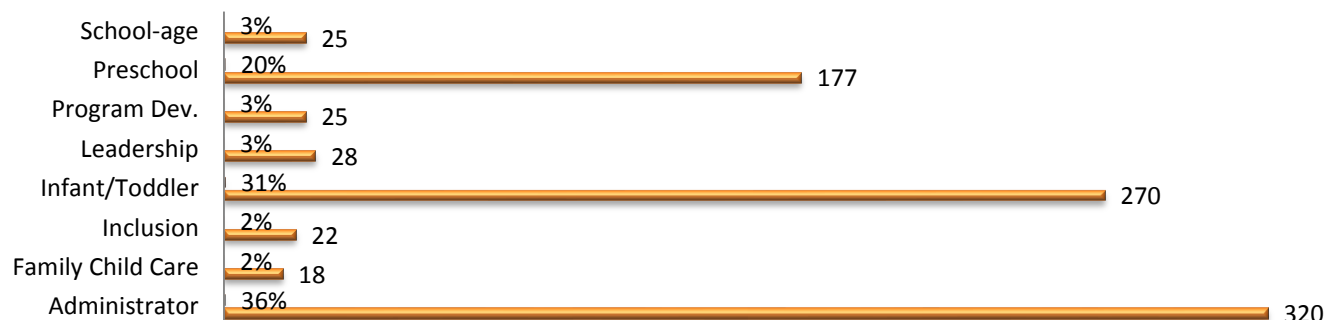 School-age 3% 25
Preschool 20% 177
Program Dev. 3% 25
Leadership 3% 28
Infant/Toddler 31% 270
Inclusion 2% 22
Family Child Care 2% 18
Administrator 36% 320